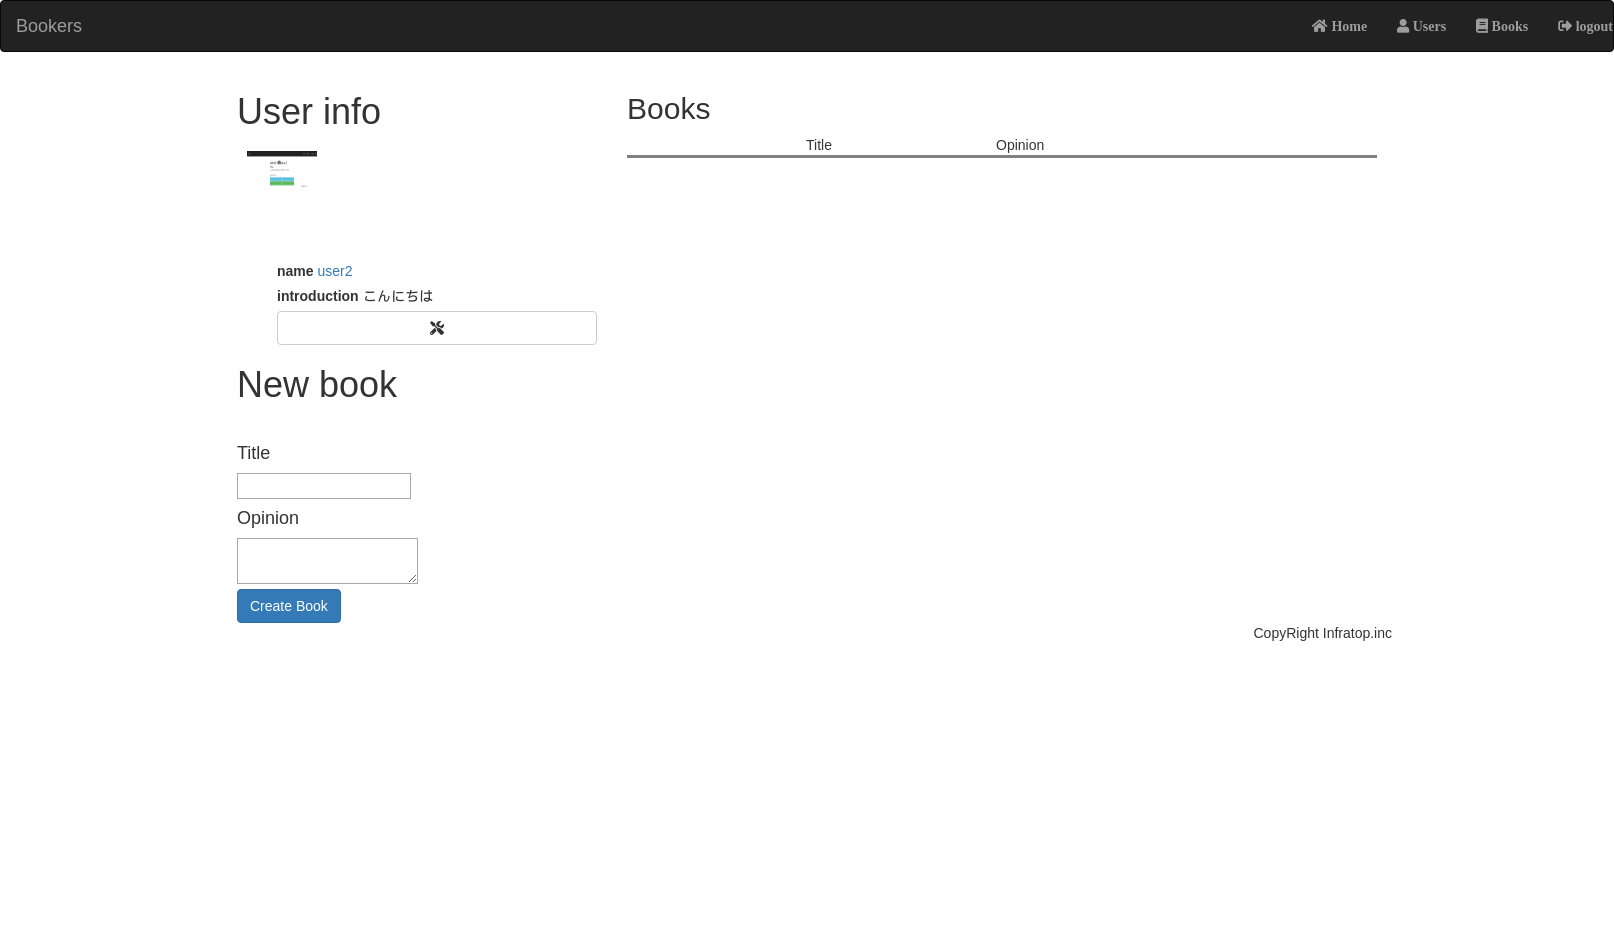 Bookers Home Users Books logout
User info
name user2
introduction こんにちは
New book
Title
Opinion
Create Book
Books
Title Opinion
CopyRight Infratop.inc